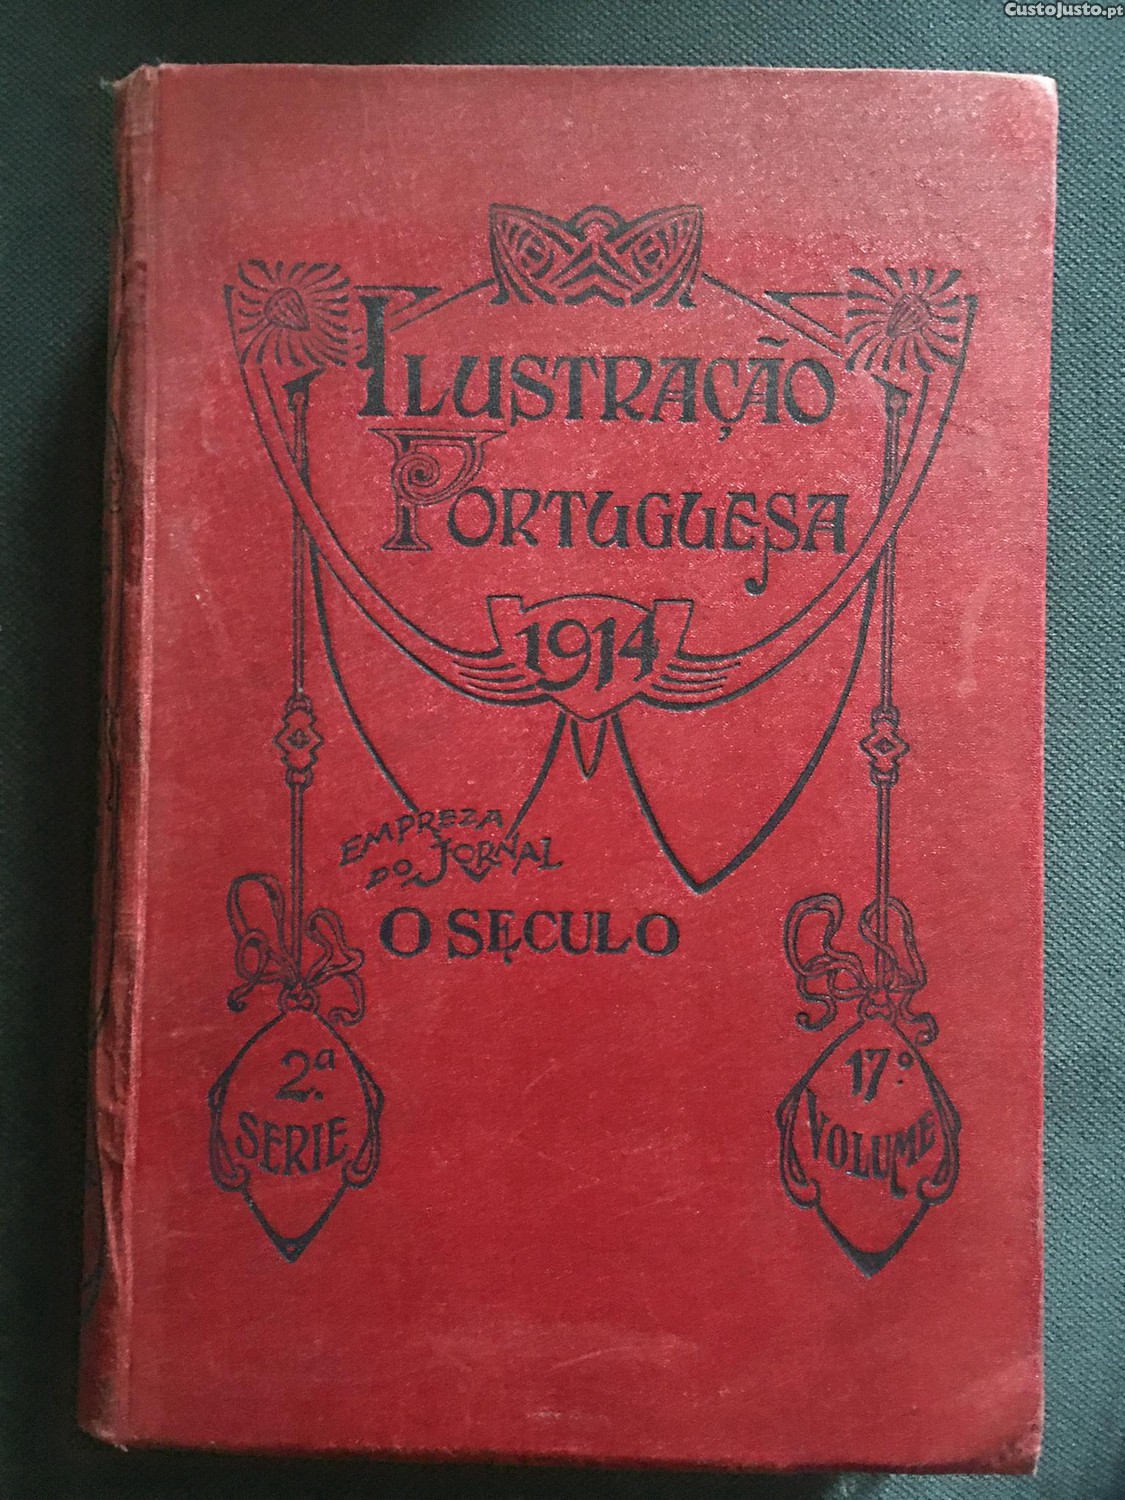 CustoJusto.pt
ILUSTRAÇÃO
PORTUGUESA
1914
EMPREZA
DO JORNAL
O SECULO
2.ª
SERIE
17.º
VOLUME